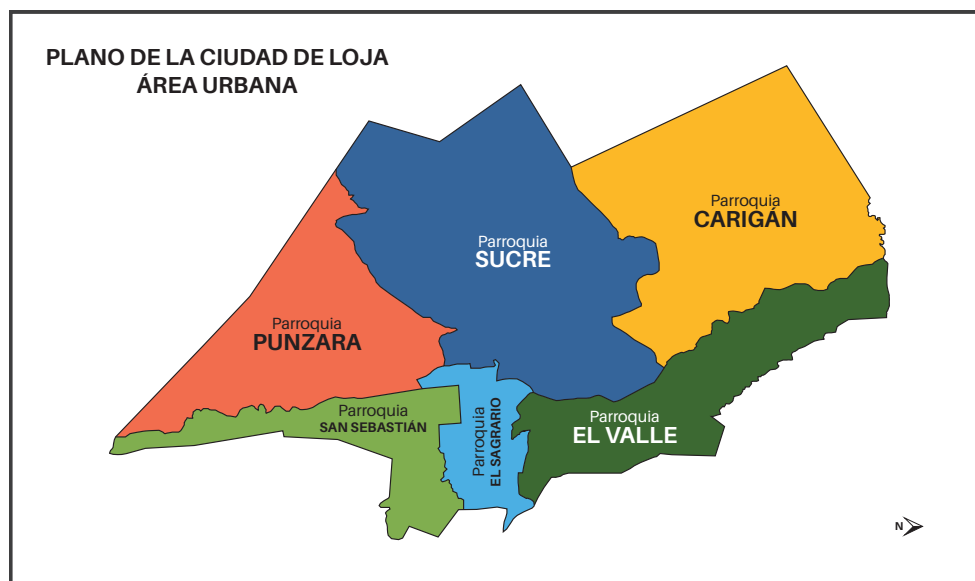 PLANO DE LA CIUDAD DE LOJA
ÁREA URBANA
Parroquia
CARIGÁN
Parroquia
SUCRE
Parroquia
PUNZARA
Parroquia
SAN SEBASTIÁN
Parroquia
EL SAGRARIO
Parroquia
EL VALLE
N